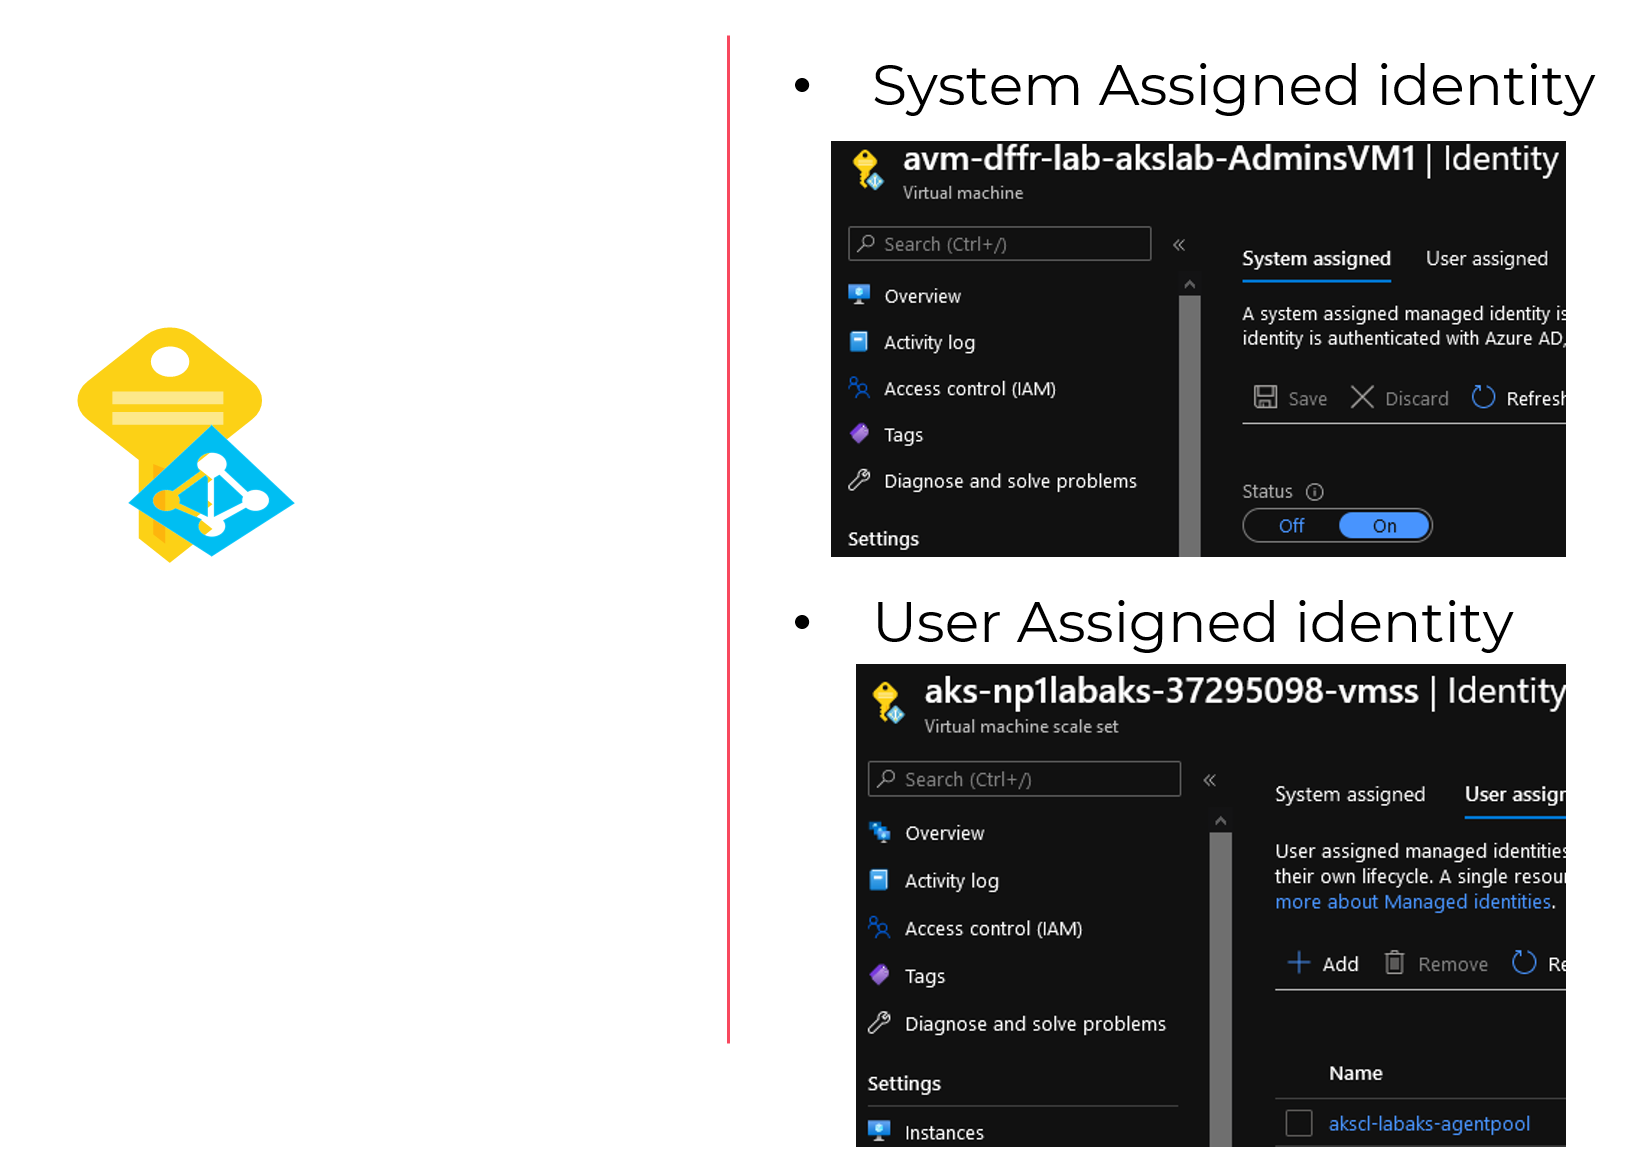 • System Assigned identity
avm-dffr-lab-akslab-AdminsVM1 | Identity
Virtual machine
Search (Ctrl+/)
«
System assigned
User assigned
Overview
A system assigned managed identity is
identity is authenticated with Azure AD,
Activity log
Access control (IAM)
Save
Discard
Refresh
Tags
Diagnose and solve problems
Status
Off
On
Settings
• User Assigned identity
aks-np1labaks-37295098-vmss | Identity
Virtual machine scale set
Search (Ctrl+/)
«
System assigned
User assign
Overview
User assigned managed identities
their own lifecycle. A single resou
more about Managed identities.
Activity log
Access control (IAM)
Add
Remove
Re
Tags
Diagnose and solve problems
Settings
Name
Instances
akscl-labaks-agentpool